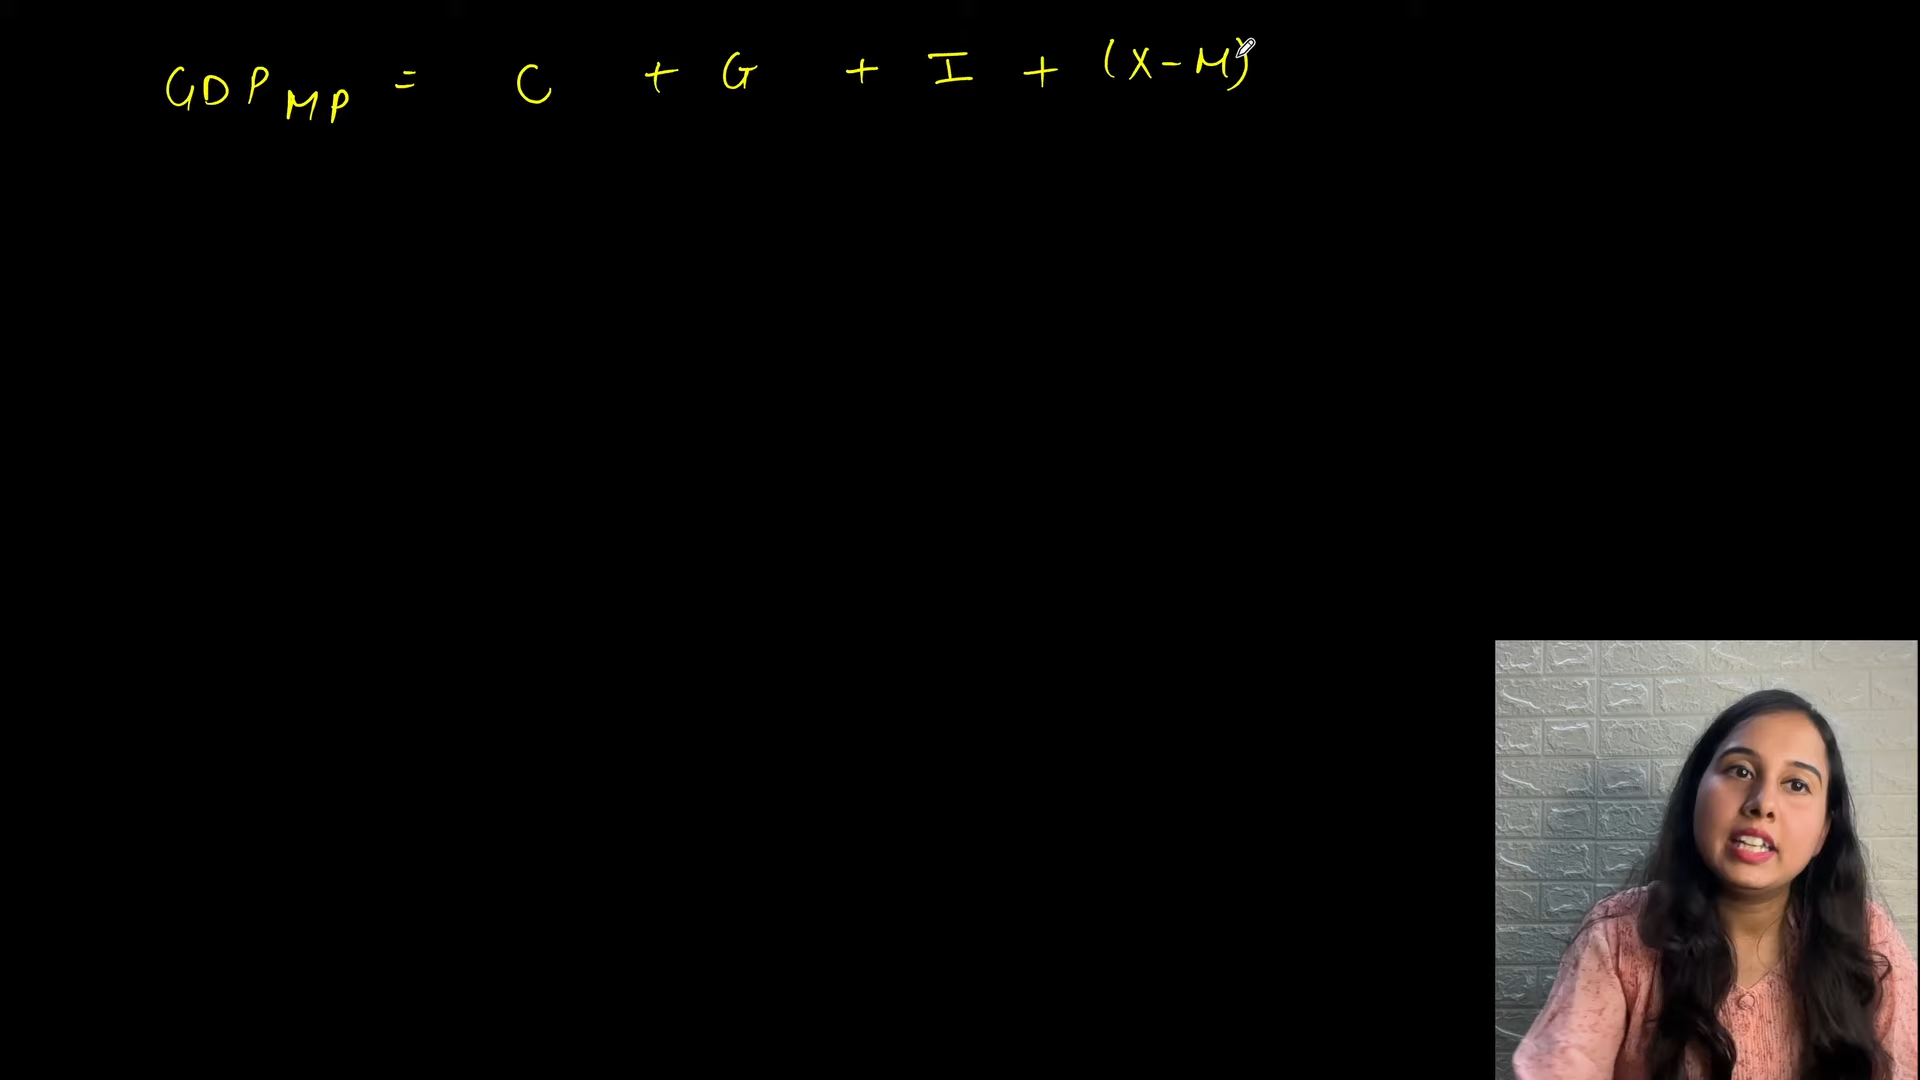 GDP MP = C + G + I + (X-M)